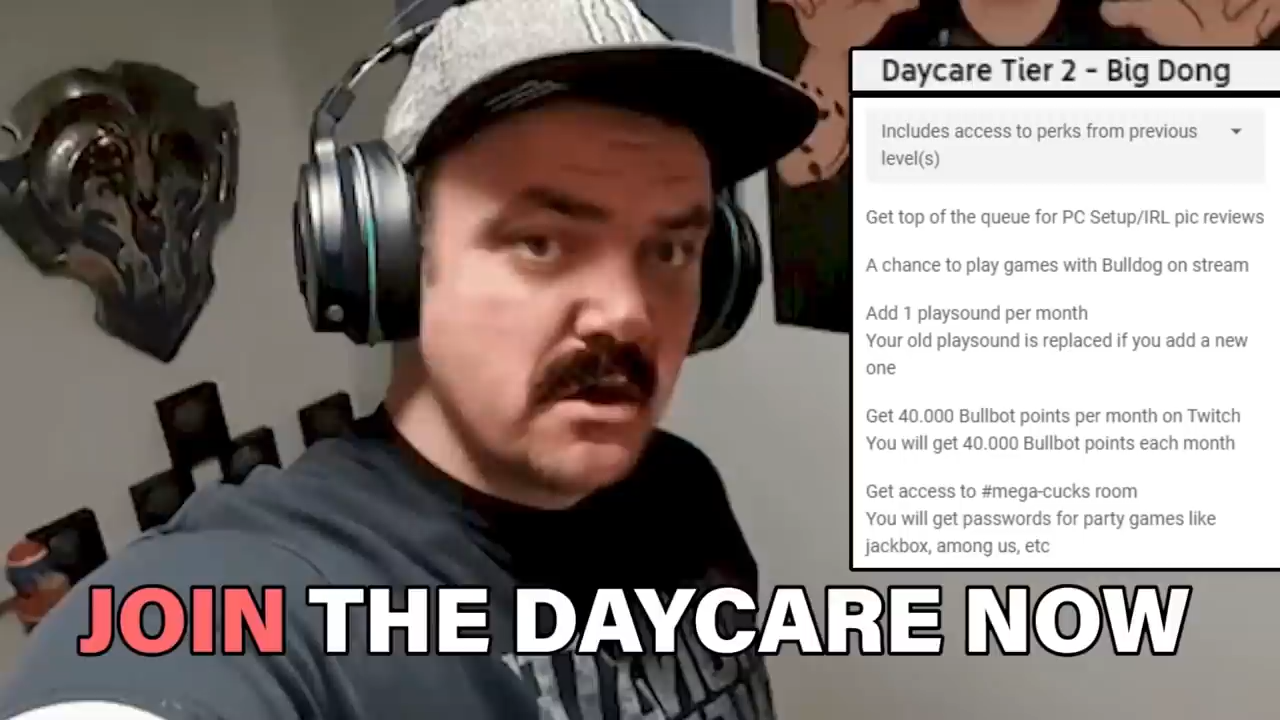 Daycare Tier 2 - Big Dong
Includes access to perks from previous
level(s)
Get top of the queue for PC Setup/IRL pic reviews
A chance to play games with Bulldog on stream
Add 1 playsound per month
Your old playsound is replaced if you add a new
one
Get 40.000 Bullbot points per month on Twitch
You will get 40.000 Bullbot points each month
Get access to #mega-cucks room
You will get passwords for party games like
jackbox, among us, etc
JOIN THE DAYCARE NOW